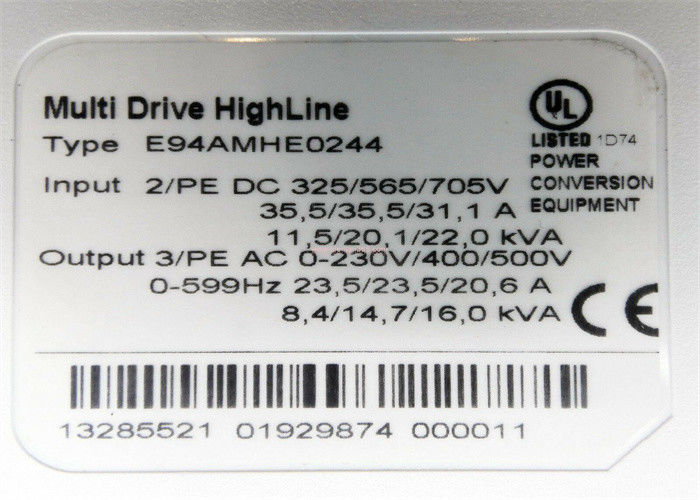 Multi Drive HighLine
Type E94AMHE0244
UL
LISTED 1D74
POWER
CONVERSION
EQUIPMENT
Input 2/PE DC 325/565/705V
35,5/35,5/31,1 A
11,5/20,1/22,0 kVA
Output 3/PE AC 0-230V/400/500V
0-599Hz 23,5/23,5/20,6 A
8,4/14,7/16,0 kVA
CE
13285521 01929874 000011